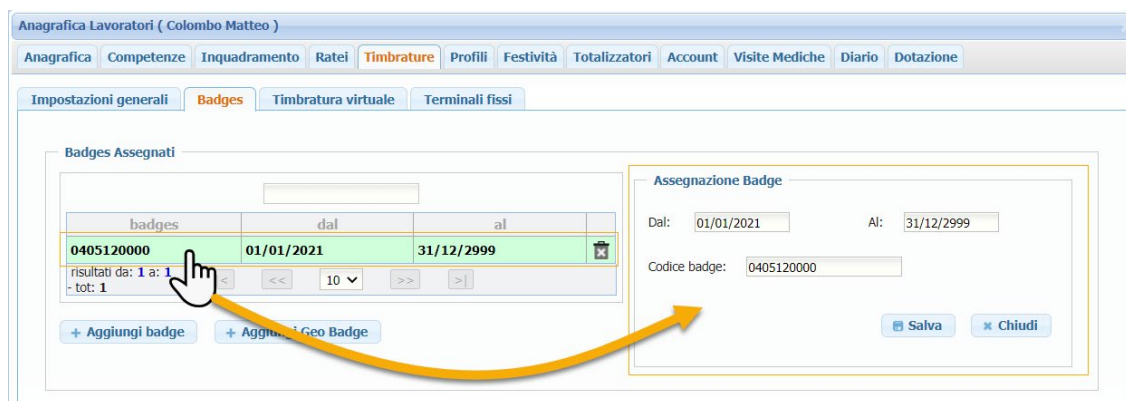 Anagrafica Lavoratori ( Colombo Matteo )
Anagrafica Competenze Inquadramento Ratei Timbrature Profili Festività Totalizzatori Account Visite Mediche Diario Dotazione
Impostazioni generali Badges Timbratura virtuale Terminali fissi
Badges Assegnati
badges dal al
0405120000 01/01/2021 31/12/2999
risultati da: 1 a: 1
- tot: 1
< << 10 >> >|
+ Aggiungi badge + Aggiungi Geo Badge
Assegnazione Badge
Dal: 01/01/2021 Al: 31/12/2999
Codice badge: 0405120000
Salva Chiudi